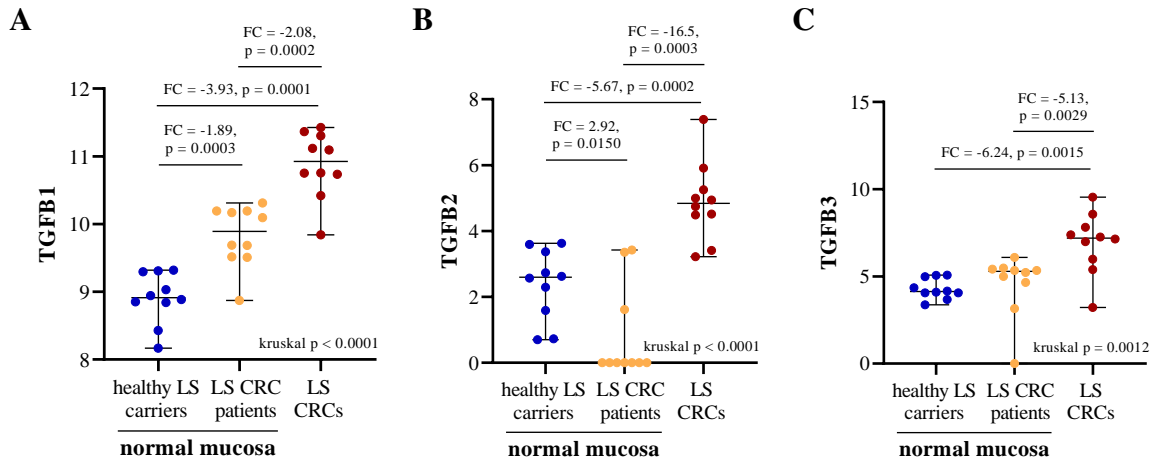 A
FC = -2.08,
p = 0.0002
FC = -3.93, p = 0.0001
FC = -1.89,
p = 0.0003
TGFB1
12
11
10
9
8
kruskal p < 0.0001
healthy LS
carriers
LS CRC
patients
LS
CRCs
normal mucosa
B
FC = -16.5,
p = 0.0003
FC = -5.67, p = 0.0002
FC = 2.92,
p = 0.0150
TGFB2
8
6
4
2
0
kruskal p < 0.0001
healthy LS
carriers
LS CRC
patients
LS
CRCs
normal mucosa
C
FC = -5.13,
p = 0.0029
FC = -6.24, p = 0.0015
TGFB3
15
10
5
0
kruskal p = 0.0012
healthy LS
carriers
LS CRC
patients
LS
CRCs
normal mucosa